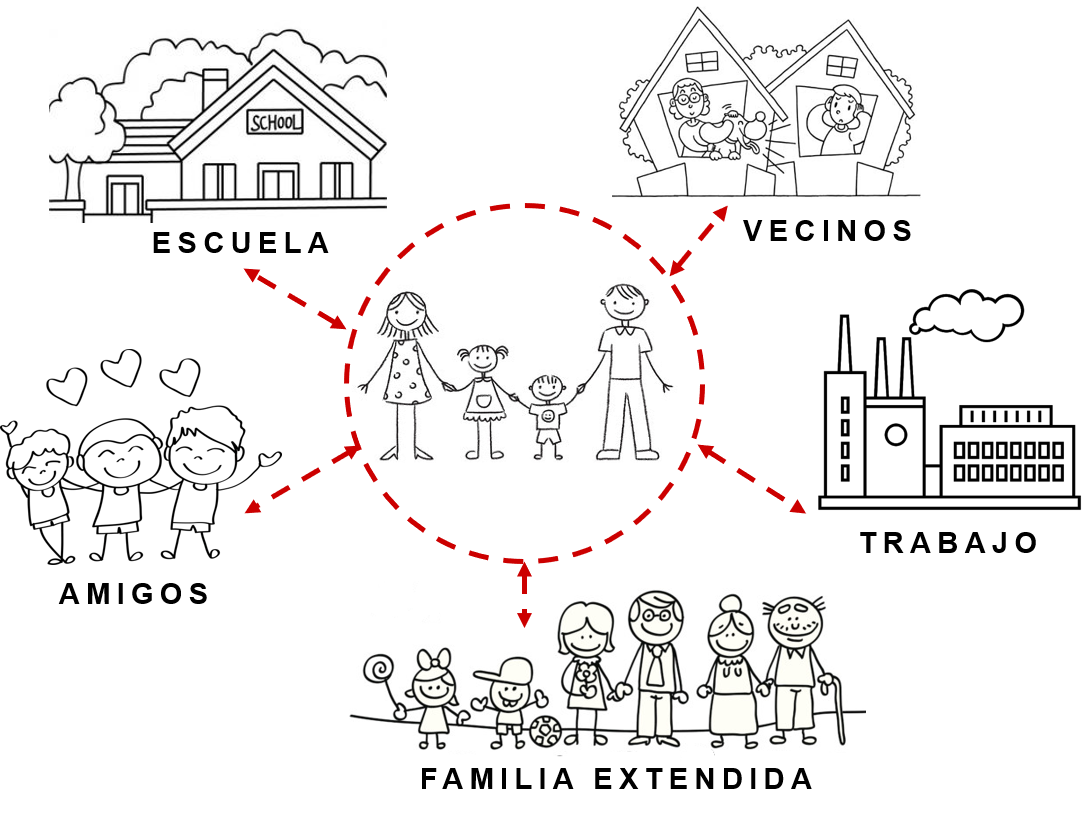 SCHOOL
ESCUELA
VECINOS
TRABAJO
AMIGOS
FAMILIA EXTENDIDA